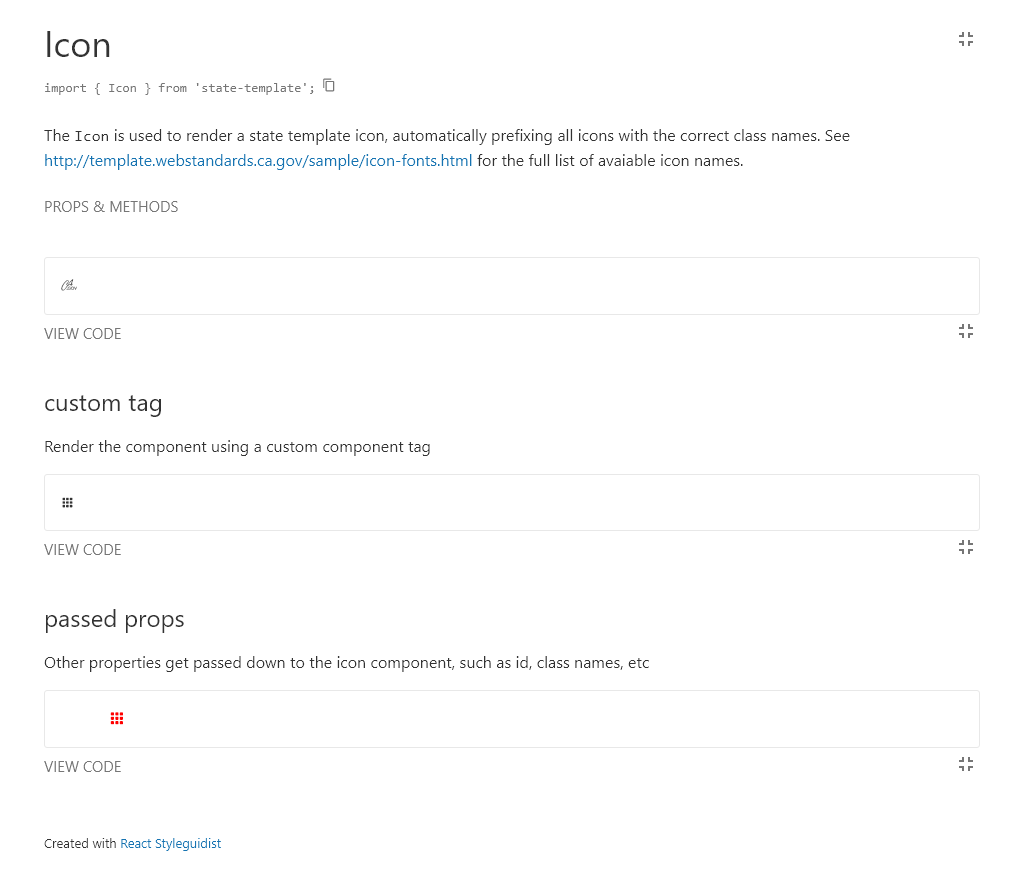 Icon
import { Icon } from 'state-template';
The Icon is used to render a state template icon, automatically prefixing all icons with the correct class names. See
http://template.webstandards.ca.gov/sample/icon-fonts.html for the full list of avaiable icon names.
PROPS & METHODS
VIEW CODE
custom tag
Render the component using a custom component tag
VIEW CODE
passed props
Other properties get passed down to the icon component, such as id, class names, etc
VIEW CODE
Created with React Styleguidist